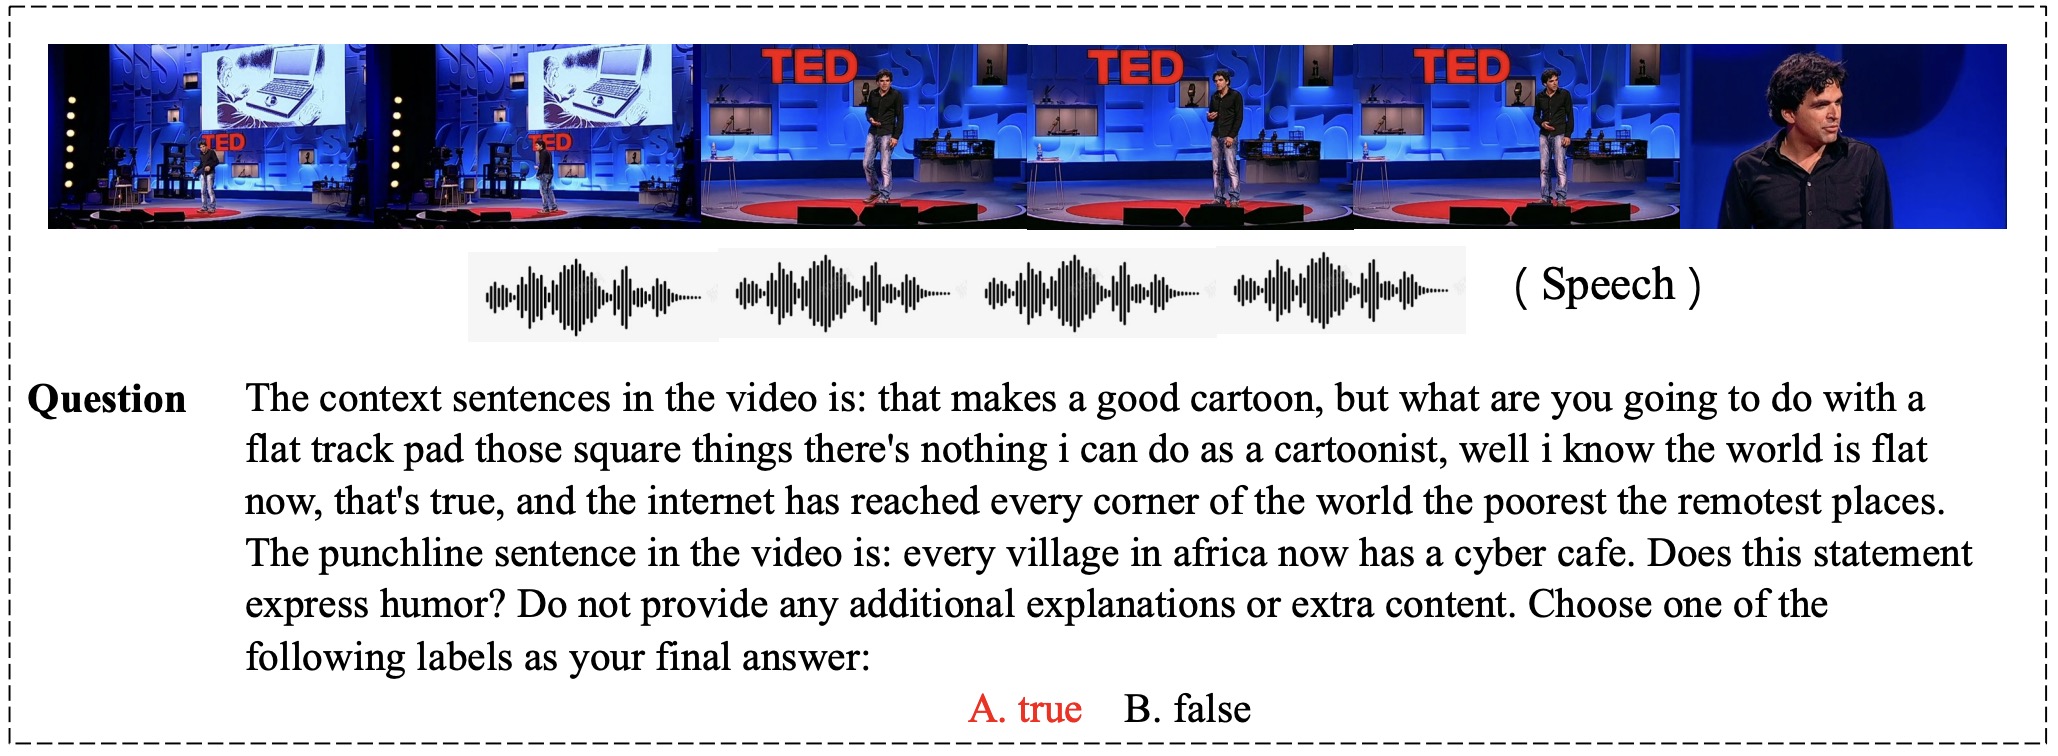 TED
TED
TED
TED
TED
( Speech )
Question
The context sentences in the video is: that makes a good cartoon, but what are you going to do with a
flat track pad those square things there's nothing i can do as a cartoonist, well i know the world is flat
now, that's true, and the internet has reached every corner of the world the poorest the remotest places.
The punchline sentence in the video is: every village in africa now has a cyber cafe. Does this statement
express humor? Do not provide any additional explanations or extra content. Choose one of the
following labels as your final answer:
A. true B. false